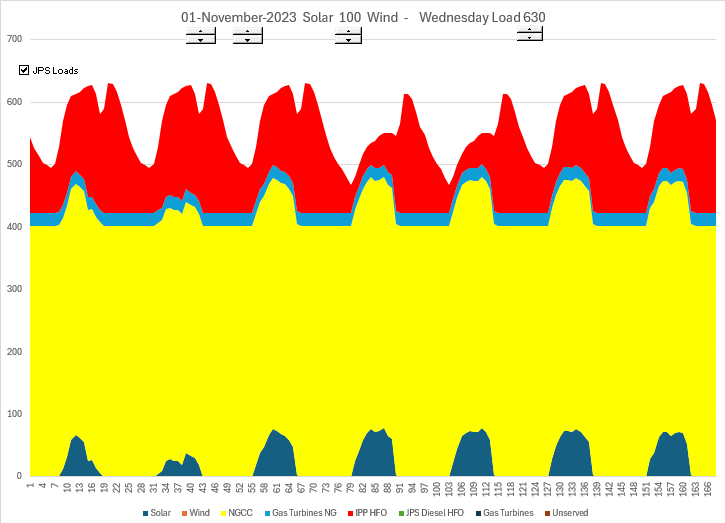 01-November-2023 Solar 100 Wind - Wednesday Load 630
700
JPS Loads
600
500
400
300
200
100
0
1 4 7 10 13 16 19 22 25 28 31 34 37 40 43 46 49 52 55 58 61 64 67 70 73 76 79 82 85 88 91 94 97 100 103 106 109 112 115 118 121 124 127 130 133 136 139 142 145 148 151 154 157 160 163 166
Solar Wind NGCC Gas Turbines NG IPP HFO JPS Diesel HFO Gas Turbines Unserved